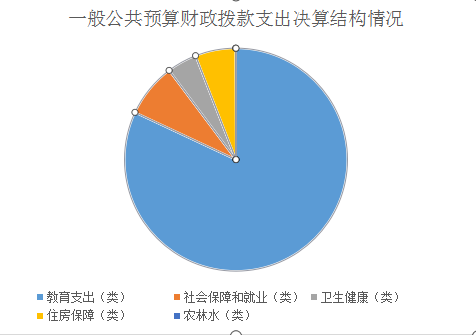 一般公共预算财政拨款支出决算结构情况
教育支出（类） 社会保障和就业（类） 卫生健康（类）
住房保障（类） 农林水（类）